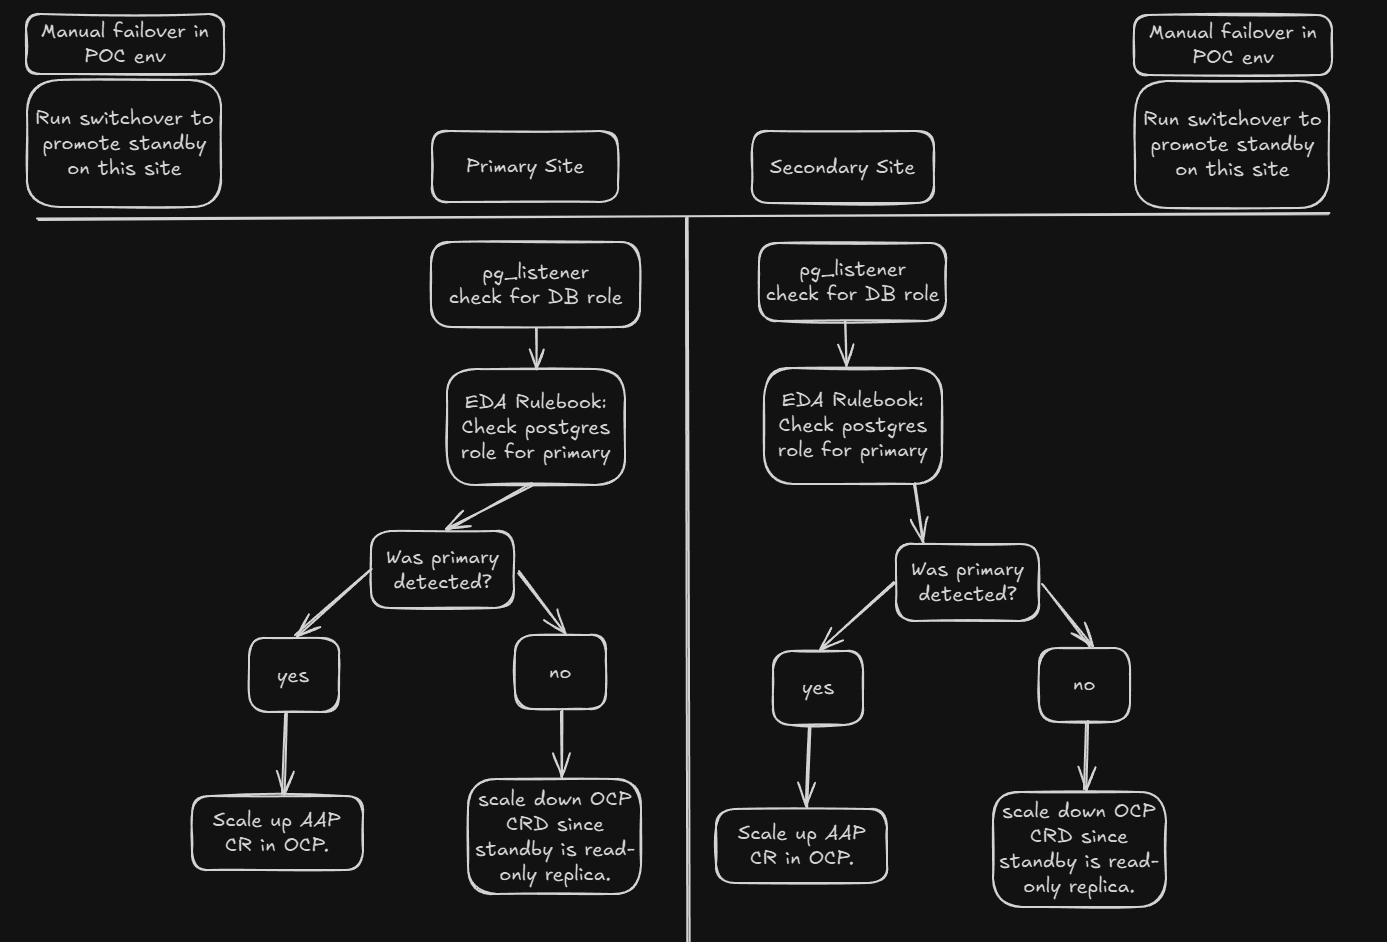 Manual failover in
POC env
Run switchover to
promote standby
on this site
Primary Site
Secondary Site
Manual failover in
POC env
Run switchover to
promote standby
on this site
pg_listener
check for DB role
EDA Rulebook:
Check postgres
role for primary
Was primary
detected?
yes
no
Scale up AAP
CR in OCP.
scale down OCP
CRD since
standby is read-
only replica.
pg_listener
check for DB role
EDA Rulebook:
Check postgres
role for primary
Was primary
detected?
yes
no
Scale up AAP
CR in OCP.
scale down OCP
CRD since
standby is read-
only replica.